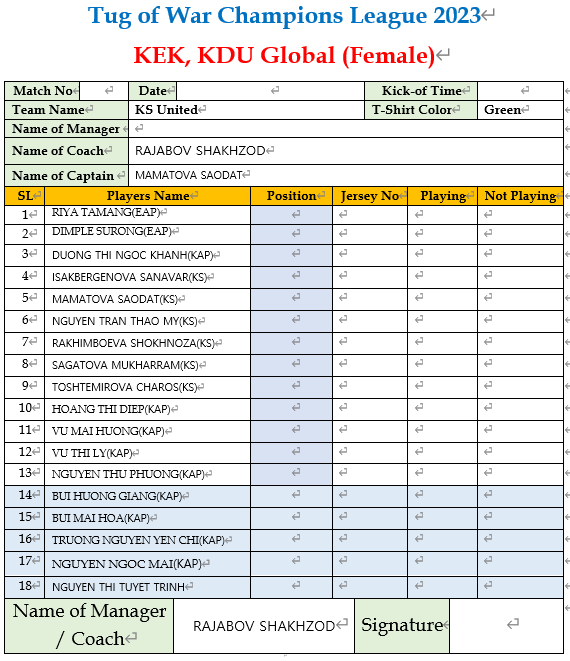 Tug of War Champions League 2023
KEK, KDU Global (Female)
Match No Date Kick-of Time
Team Name KS United T-Shirt Color Green
Name of Manager
Name of Coach RAJABOV SHAKHZOD
Name of Captain MAMATOVA SAODAT
SL Players Name Position Jersey No Playing Not Playing
1 RIYA TAMANG(EAP)
2 DIMPLE SURONG(EAP)
3 DUONG THI NGOC KHANH(KAP)
4 ISAKBERGENOVA SANAVAR(KS)
5 MAMATOVA SAODAT(KS)
6 NGUYEN TRAN THAO MY(KS)
7 RAKHIMBOEVA SHOKHNOZA(KS)
8 SAGATOVA MUKHARRAM(KS)
9 TOSHTEMIROVA CHAROS(KS)
10 HOANG THI DIEP(KAP)
11 VU MAI HUONG(KAP)
12 VU THI LY(KAP)
13 NGUYEN THU PHUONG(KAP)
14 BUI HUONG GIANG(KAP)
15 BUI MAI HOA(KAP)
16 TRUONG NGUYEN YEN CHI(KAP)
17 NGUYEN NGOC MAI(KAP)
18 NGUYEN THI TUYET TRINH
Name of Manager
/ Coach RAJABOV SHAKHZOD Signature